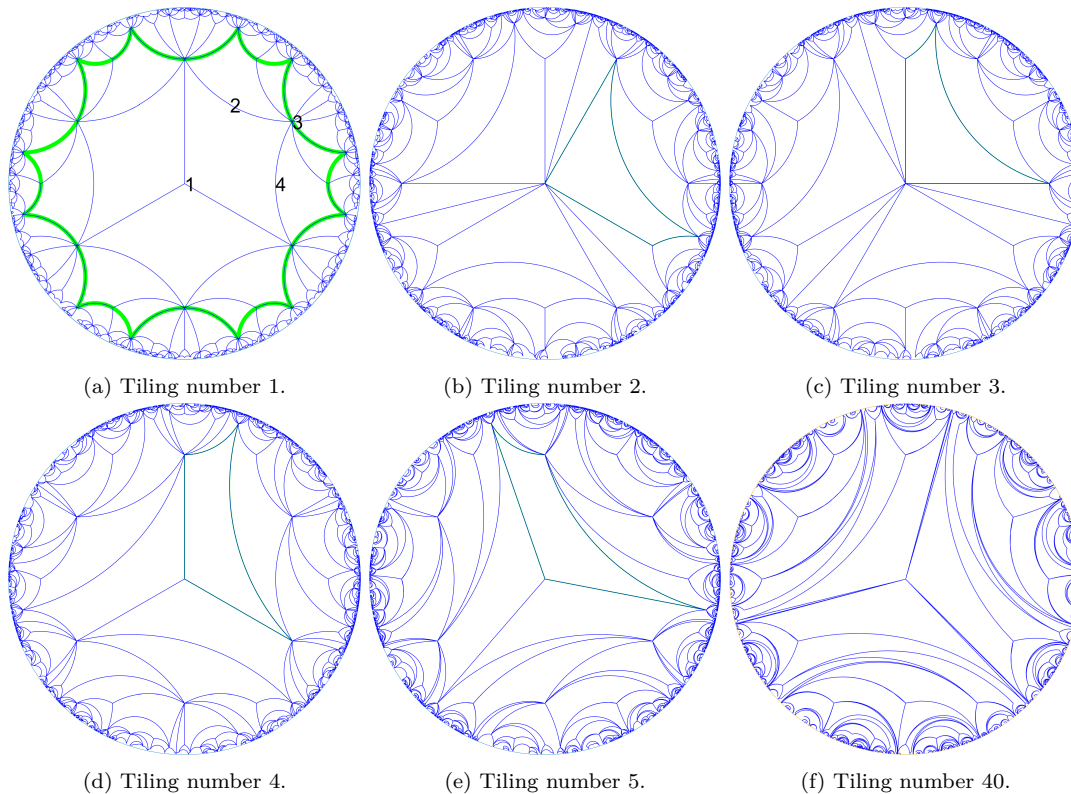 2
3
1
4
(a) Tiling number 1.
(b) Tiling number 2.
(c) Tiling number 3.
(d) Tiling number 4.
(e) Tiling number 5.
(f) Tiling number 40.